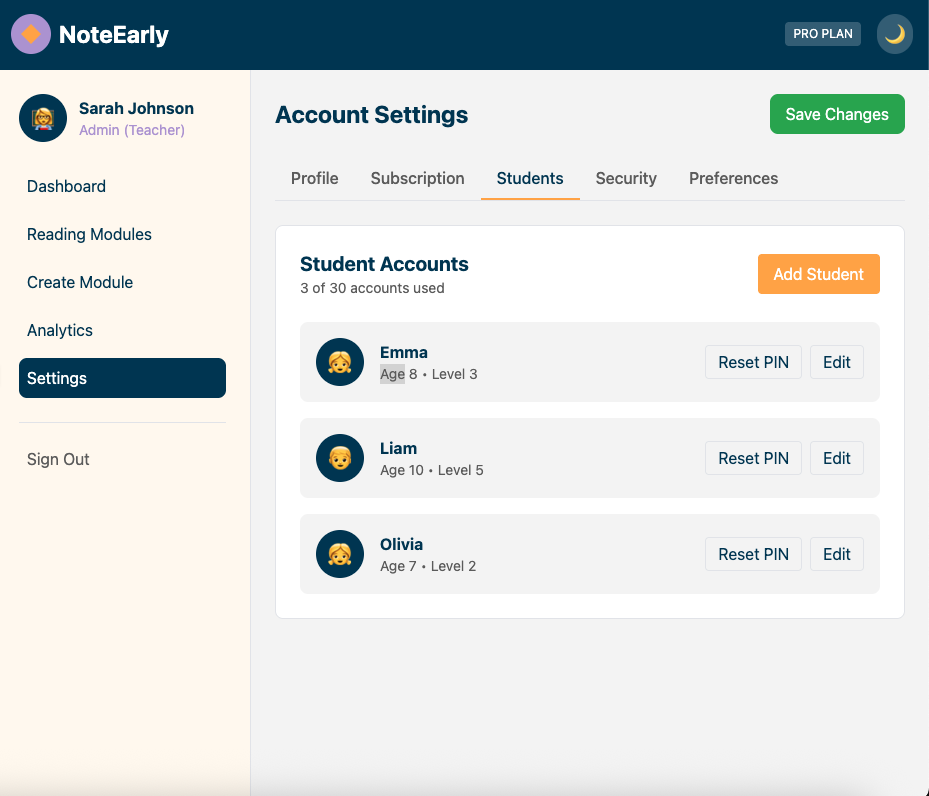 NoteEarly
PRO PLAN
Sarah Johnson
Admin (Teacher)
Dashboard
Reading Modules
Create Module
Analytics
Settings
Sign Out
Account Settings
Save Changes
Profile Subscription Students Security Preferences
Student Accounts
3 of 30 accounts used
Add Student
Emma
Age 8 • Level 3
Reset PIN Edit
Liam
Age 10 • Level 5
Reset PIN Edit
Olivia
Age 7 • Level 2
Reset PIN Edit